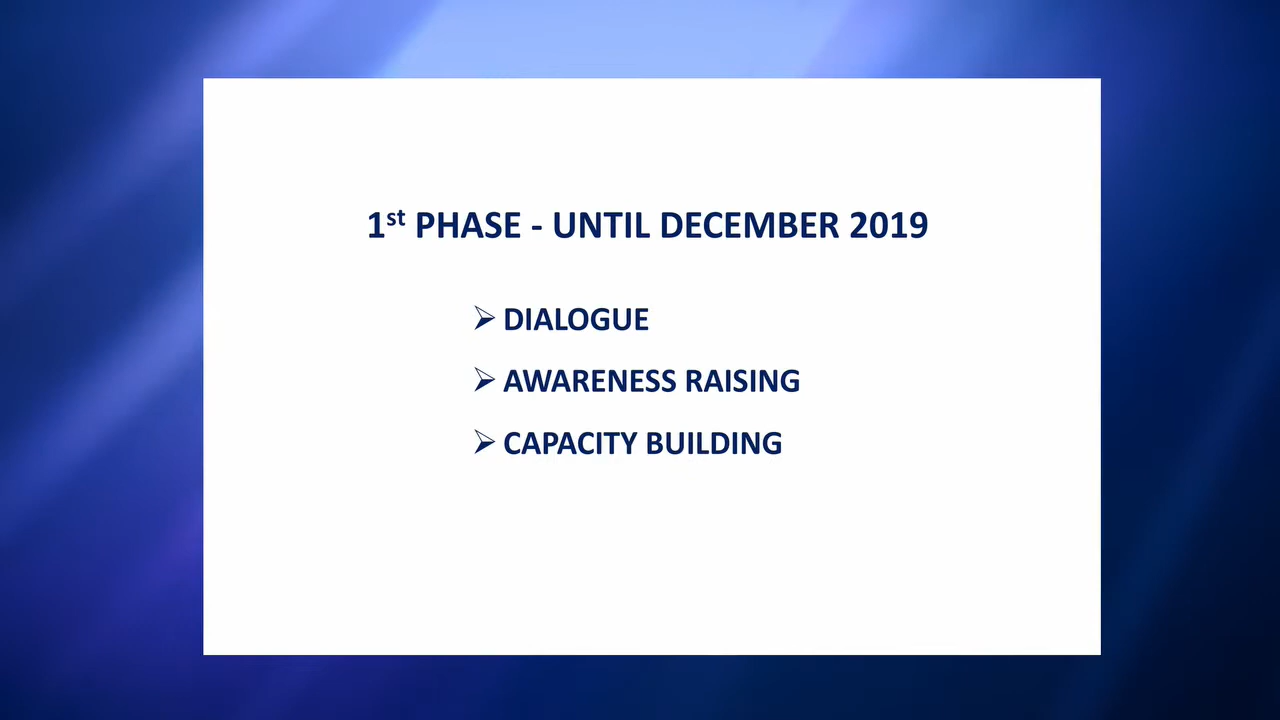 1st PHASE - UNTIL DECEMBER 2019
➢ DIALOGUE
➢ AWARENESS RAISING
➢ CAPACITY BUILDING